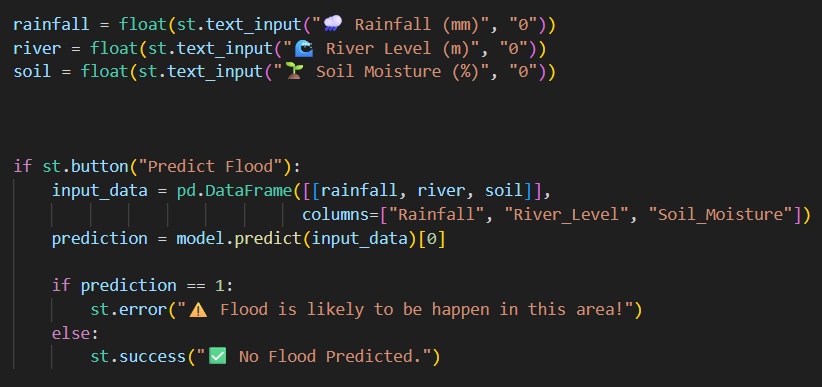 rainfall = float(st.text_input("🌧️ Rainfall (mm)", "0"))
river = float(st.text_input("🌊 River Level (m)", "0"))
soil = float(st.text_input("🌱 Soil Moisture (%)", "0"))
if st.button("Predict Flood"):
    input_data = pd.DataFrame([[rainfall, river, soil]],
                              columns=["Rainfall", "River_Level", "Soil_Moisture"])
    prediction = model.predict(input_data)[0]
    if prediction == 1:
        st.error("⚠️ Flood is likely to be happen in this area!")
    else:
        st.success("✅ No Flood Predicted.")